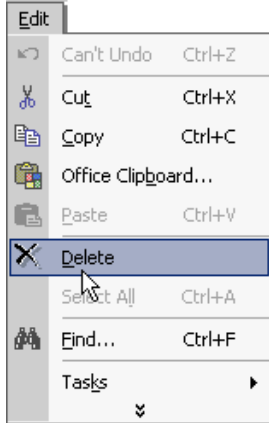 Edit
Can't Undo Ctrl+Z
Cut Ctrl+X
Copy Ctrl+C
Office Clipboard...
Paste Ctrl+V
Delete
Select All Ctrl+A
Find... Ctrl+F
Tasks